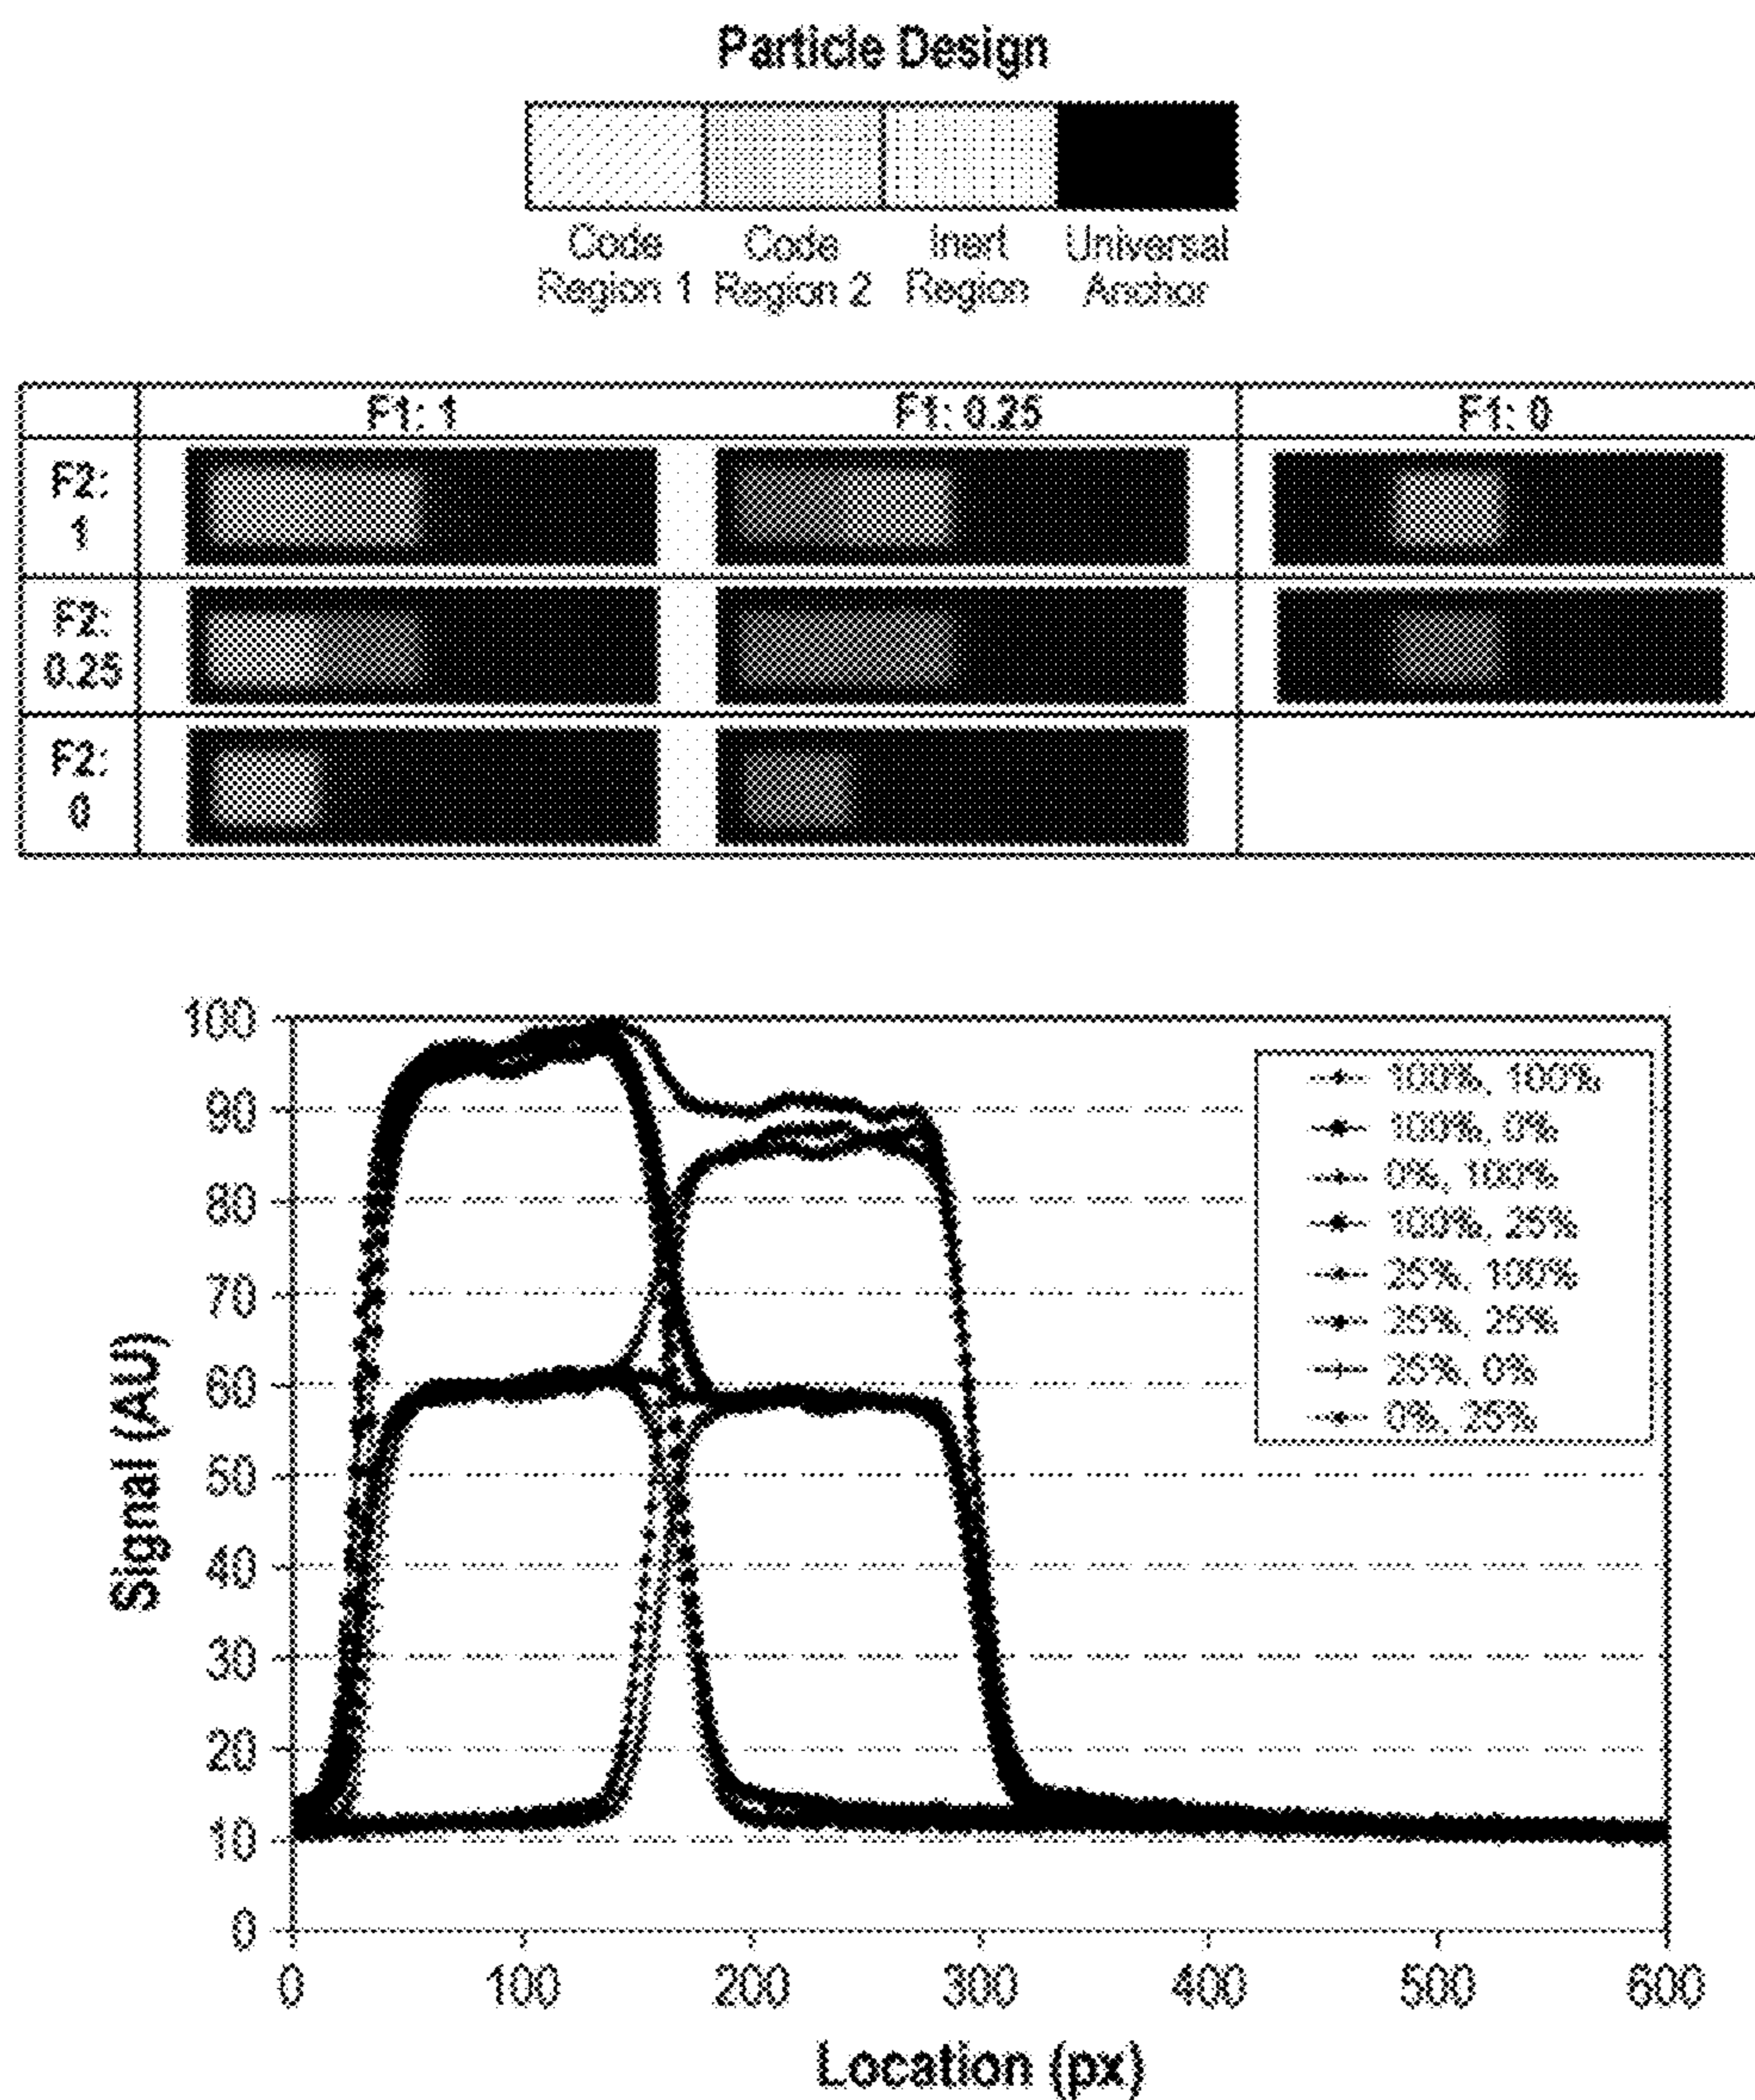 Particle Design
Code Region 1
Code Region 2
Inert Region
Universal Anchor
F1: 1 F1: 0.25 F1: 0
F2: 1
F2: 0.25
F2: 0
100
90
80
70
60
50
40
30
20
10
0
Signal (AU)
100%, 100%
100%, 0%
0%, 100%
100%, 25%
25%, 100%
25%, 25%
25%, 0%
0%, 25%
0 100 200 300 400 500 600
Location (px)